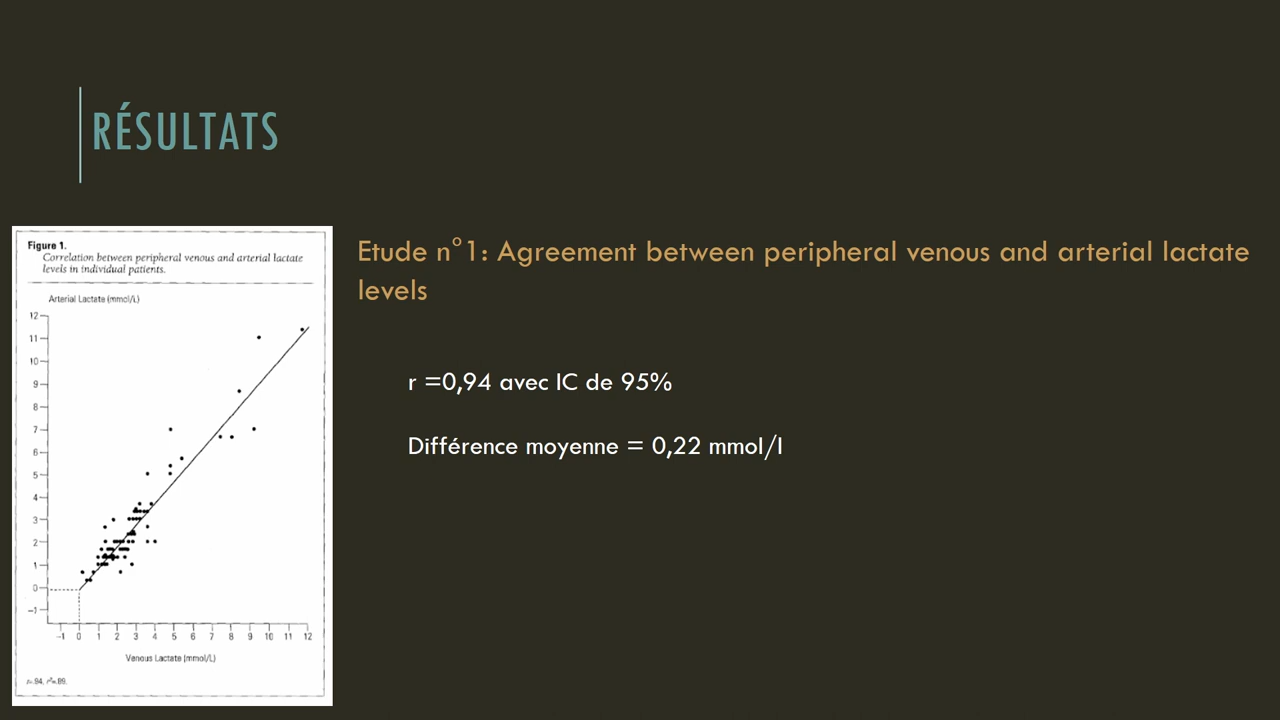 RÉSULTATS
Figure 1.
Correlation between peripheral venous and arterial lactate
levels in individual patients.
Arterial Lactate (mmol/L)
12
11
10
9
8
7
6
5
4
3
2
1
0
−1
−1 0 1 2 3 4 5 6 7 8 9 10 11 12
Venous Lactate (mmol/L)
r=.94, r²=.89.
Etude n°1: Agreement between peripheral venous and arterial lactate
levels
r =0,94 avec IC de 95%
Différence moyenne = 0,22 mmol/l